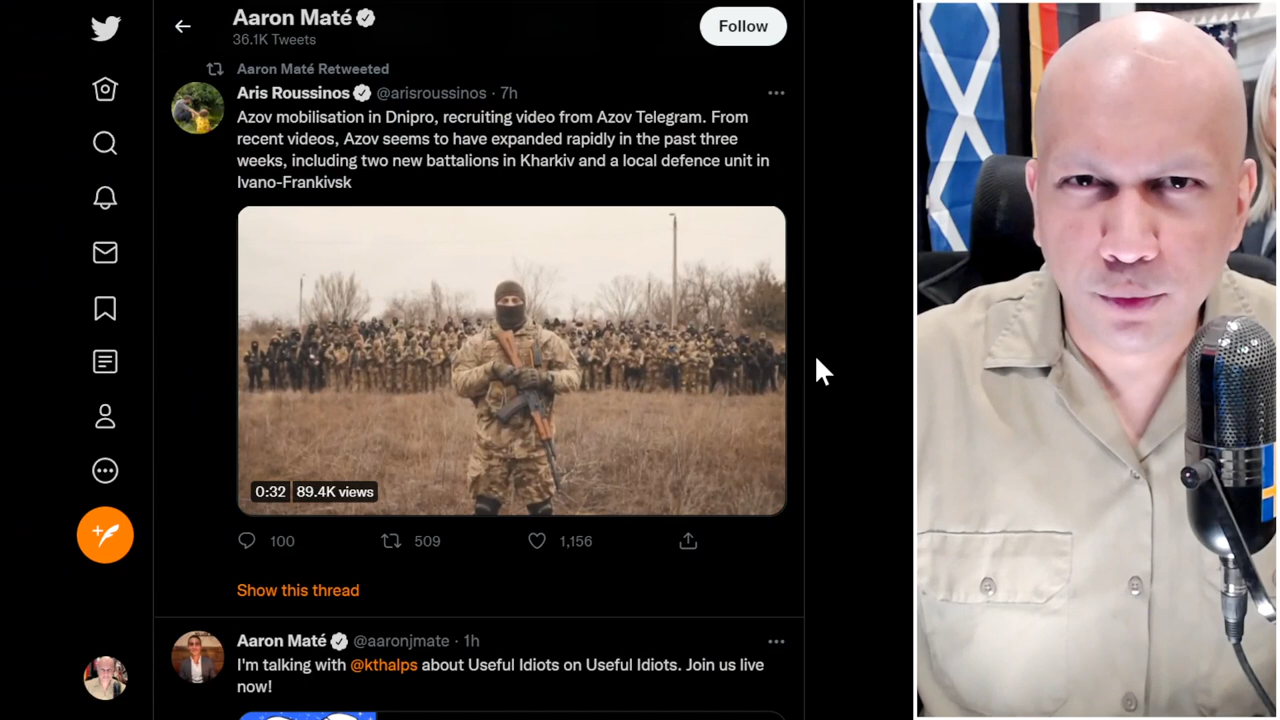 Aaron Maté
36.1K Tweets
Follow
Aaron Maté Retweeted
Aris Roussinos @arisroussinos · 7h
Azov mobilisation in Dnipro, recruiting video from Azov Telegram. From
recent videos, Azov seems to have expanded rapidly in the past three
weeks, including two new battalions in Kharkiv and a local defence unit in
Ivano-Frankivsk
0:32 89.4K views
100 509 1,156
Show this thread
Aaron Maté @aaronjmate · 1h
I'm talking with @kthalps about Useful Idiots on Useful Idiots. Join us live
now!